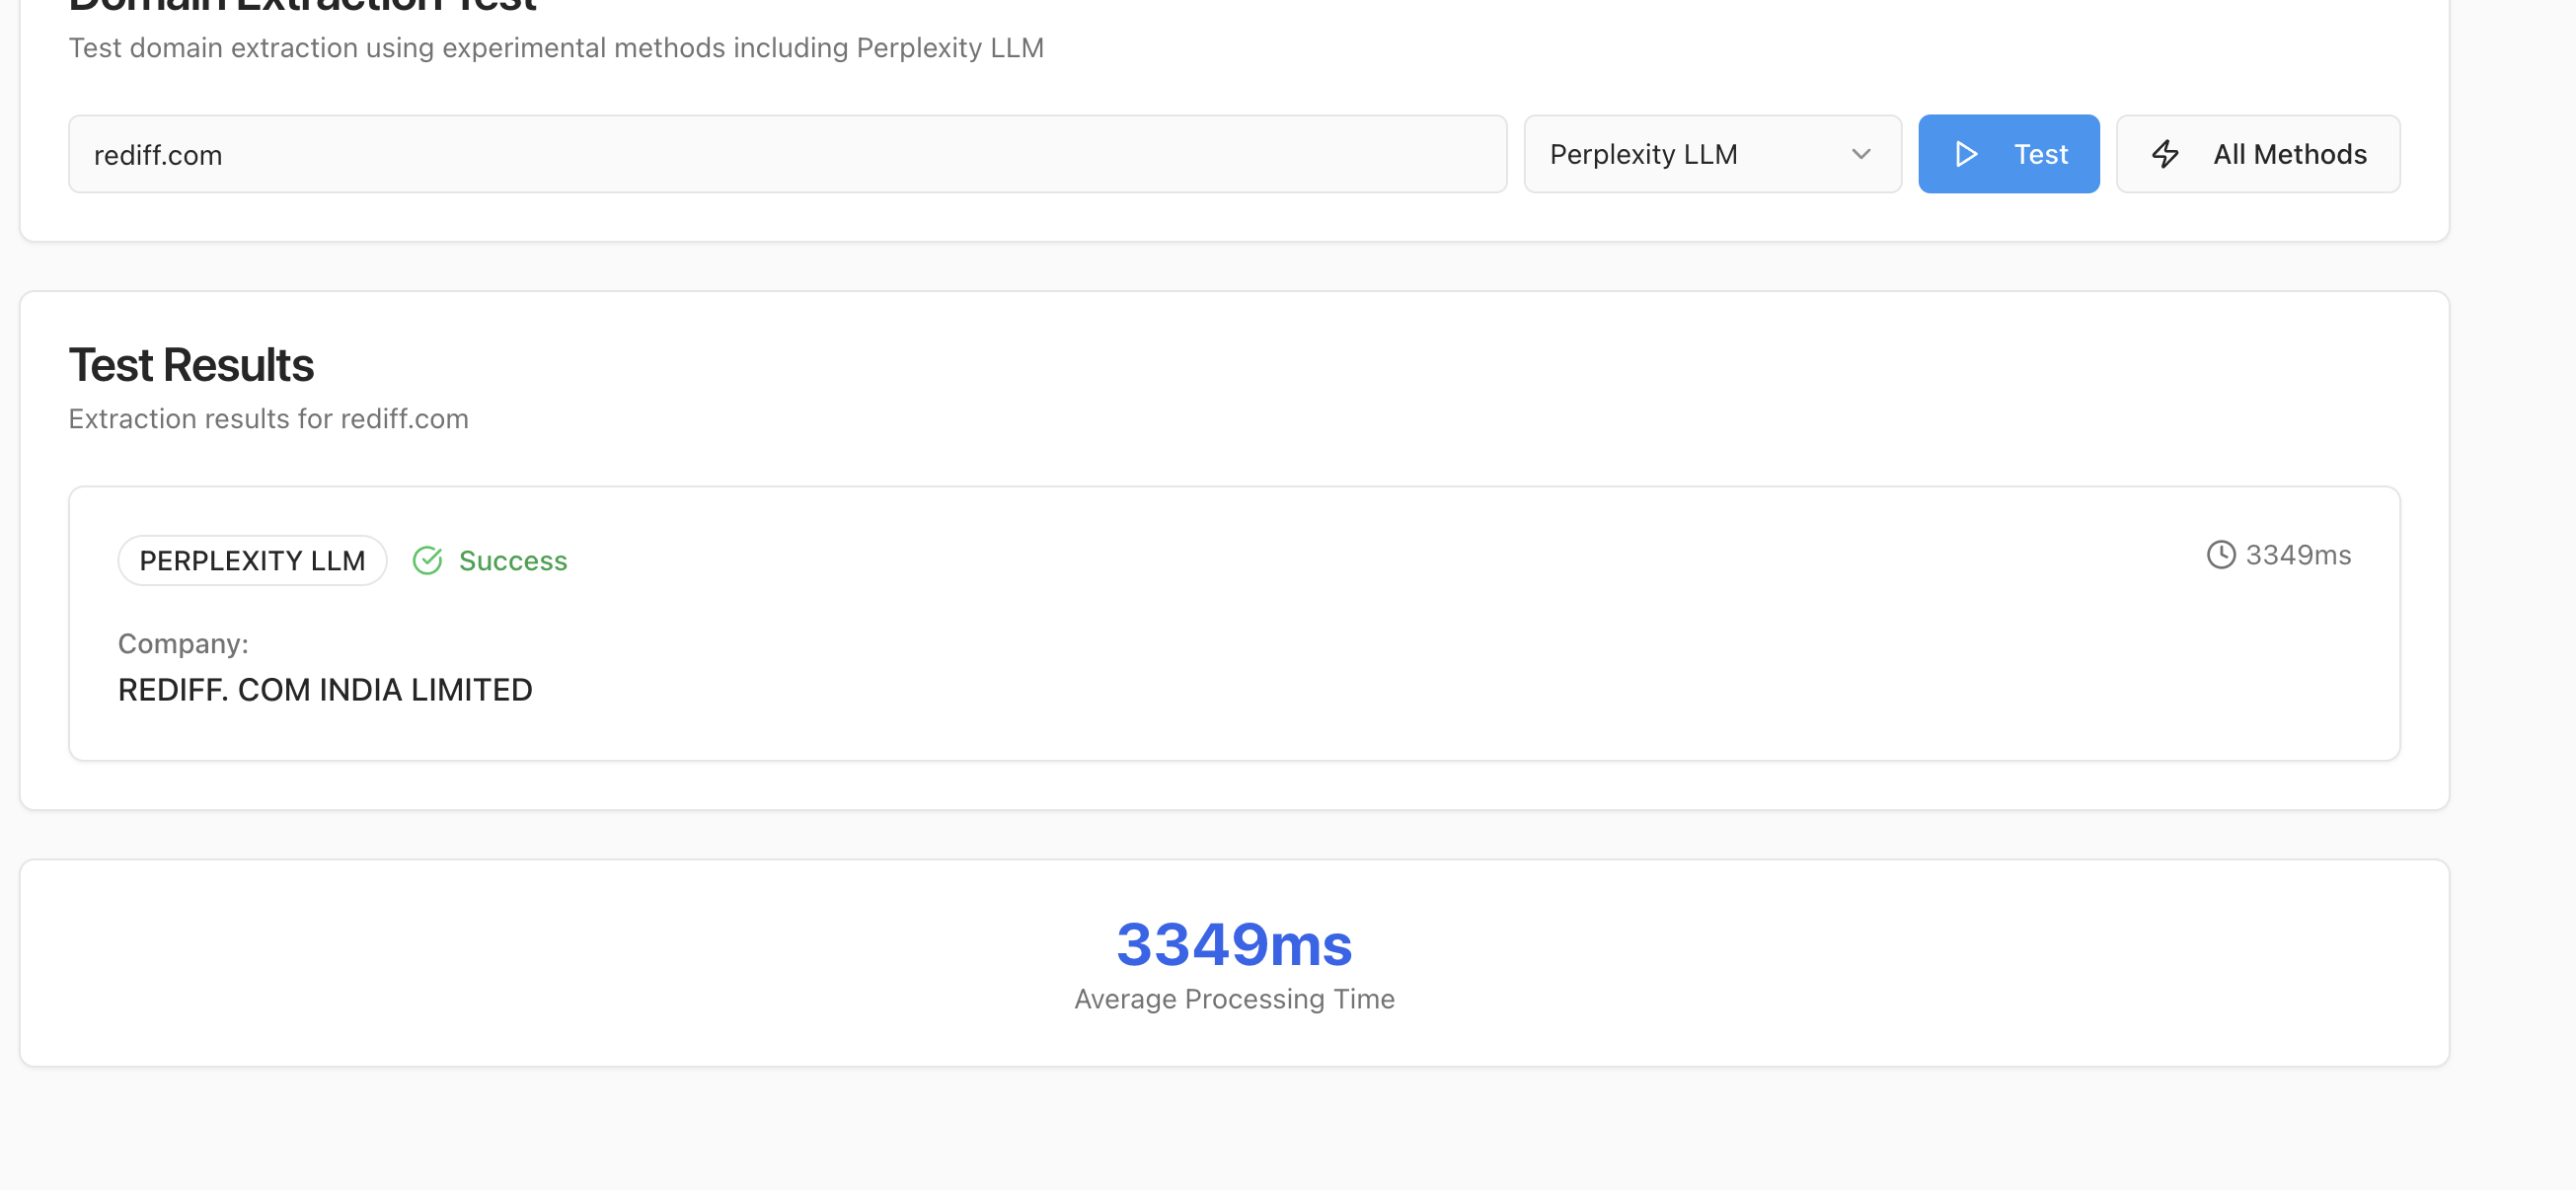 Domain Extraction Test
Test domain extraction using experimental methods including Perplexity LLM
rediff.com
Perplexity LLM
Test
All Methods
Test Results
Extraction results for rediff.com
PERPLEXITY LLM
Success
3349ms
Company:
REDIFF. COM INDIA LIMITED
3349ms
Average Processing Time